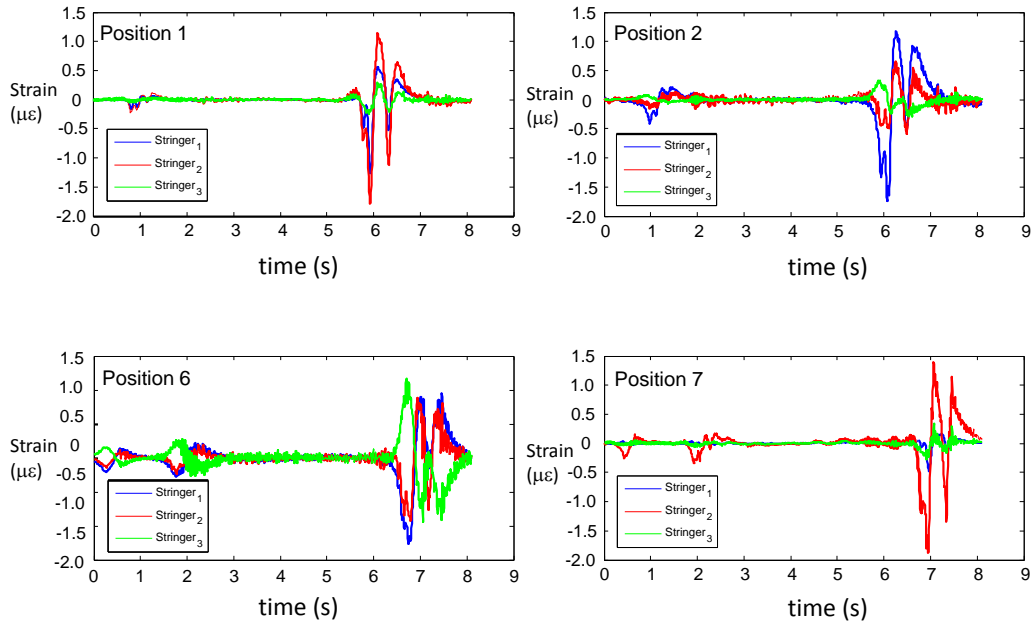 Position 1
1.5
1.0
0.5
0
-0.5
-1.0
-1.5
-2.0
Strain
(με)
Stringer1
Stringer2
Stringer3
0 1 2 3 4 5 6 7 8 9
time (s)
Position 2
1.5
1.0
0.5
0
-0.5
-1.0
-1.5
-2.0
Strain
(με)
Stringer1
Stringer2
Stringer3
0 1 2 3 4 5 6 7 8 9
time (s)
Position 6
1.5
1.0
0.5
0
-0.5
-1.0
-1.5
-2.0
Strain
(με)
Stringer1
Stringer2
Stringer3
0 1 2 3 4 5 6 7 8 9
time (s)
Position 7
1.5
1.0
0.5
0
-0.5
-1.0
-1.5
-2.0
Strain
(με)
Stringer1
Stringer2
Stringer3
0 1 2 3 4 5 6 7 8 9
time (s)